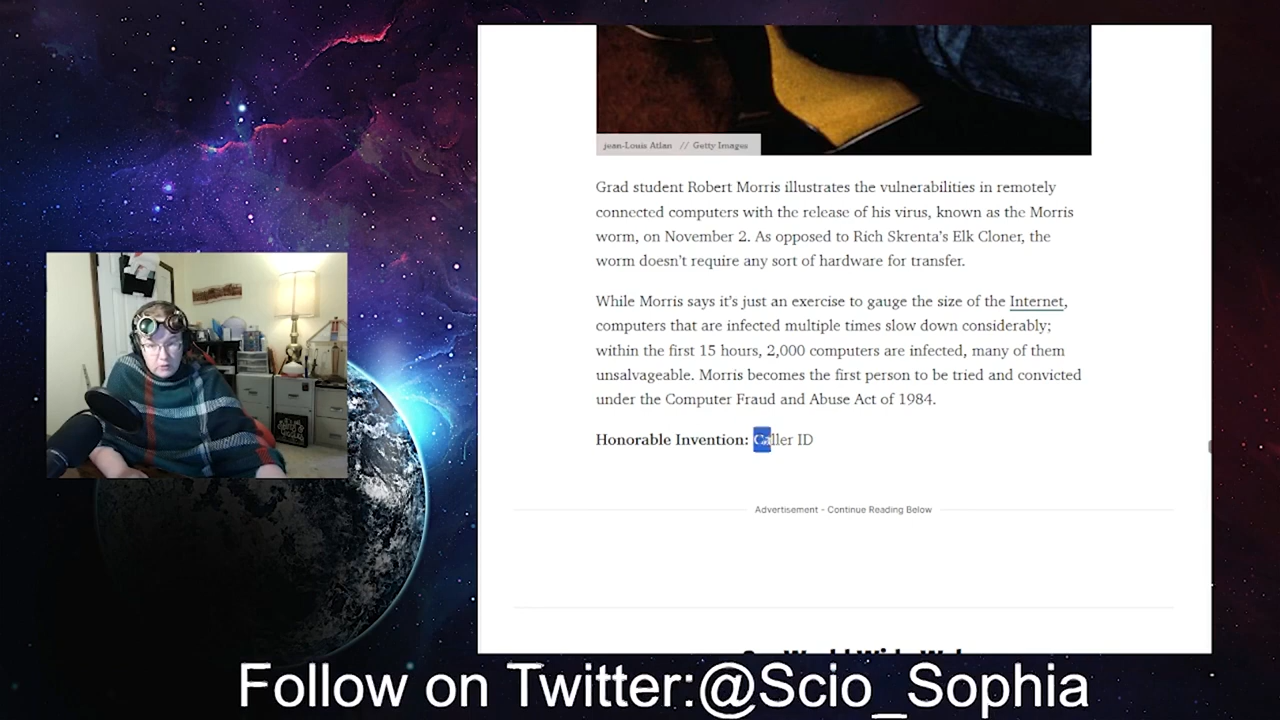 jean-Louis Atlan // Getty Images
Grad student Robert Morris illustrates the vulnerabilities in remotely
connected computers with the release of his virus, known as the Morris
worm, on November 2. As opposed to Rich Skrenta’s Elk Cloner, the
worm doesn’t require any sort of hardware for transfer.
While Morris says it’s just an exercise to gauge the size of the Internet,
computers that are infected multiple times slow down considerably;
within the first 15 hours, 2,000 computers are infected, many of them
unsalvageable. Morris becomes the first person to be tried and convicted
under the Computer Fraud and Abuse Act of 1984.
Honorable Invention: Caller ID
Advertisement - Continue Reading Below
World Wide Web
Follow on Twitter:@Scio_Sophia